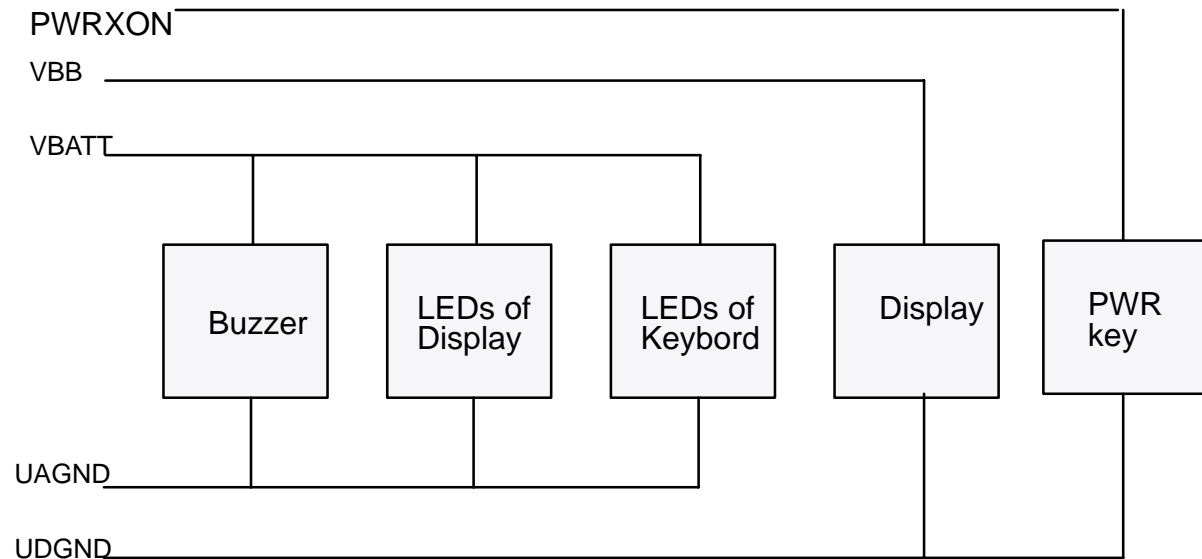 PWRXON
VBB
VBATT
Buzzer
LEDs of
Display
LEDs of
Keybord
Display
PWR
key
UAGND
UDGND